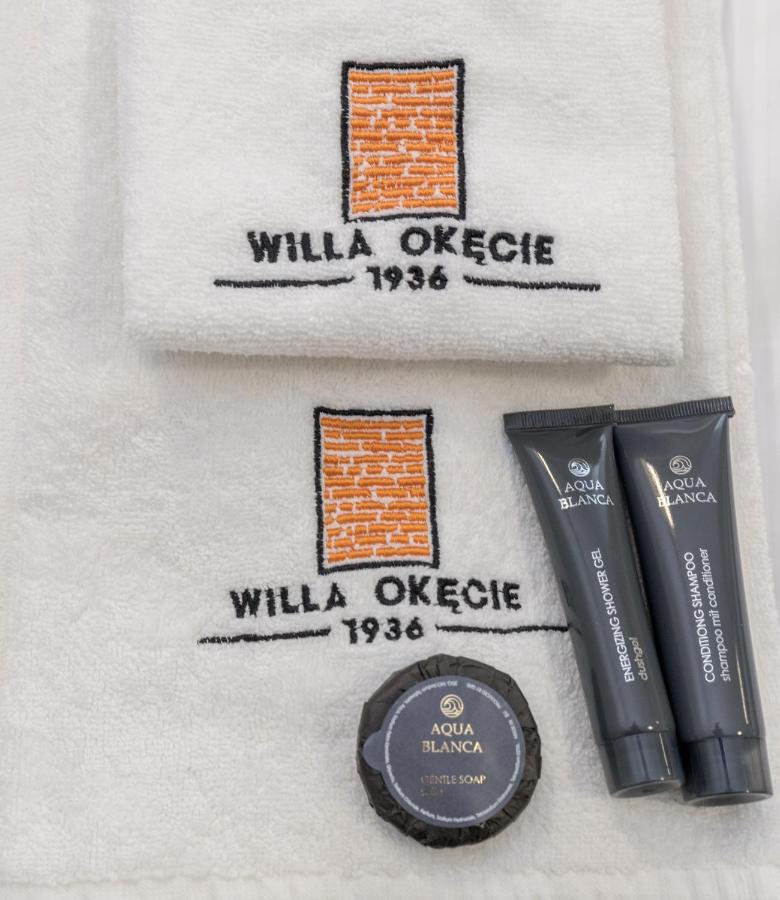 WILLA OKĘCIE
1936
WILLA OKĘCIE
1936
AQUA
BLANCA
ENERGIZING SHOWER GEL
dushgel
AQUA
BLANCA
CONDITIONG SHAMPOO
shampoo mit conditioner
AQUA
BLANCA
GENTLE SOAP